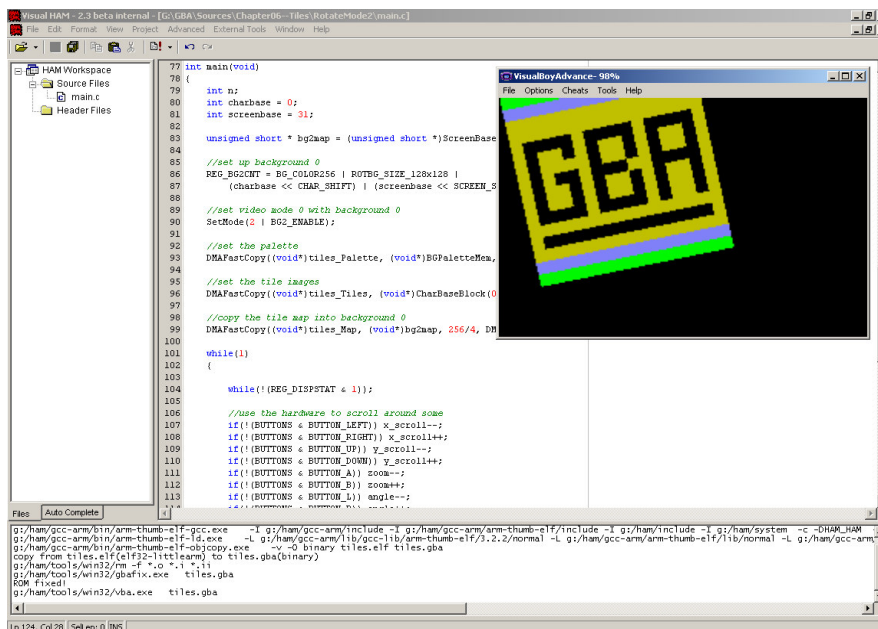 Visual HAM - 2.3 beta internal - [G:\GBA\Sources\Chapter06--Tiles\RotateMode2\main.c]
File Edit Format View Project Advanced External Tools Window Help
HAM Workspace
Source Files
main.c
Header Files
Files Auto Complete
77 int main(void)
78 {
79 int n;
80 int charbase = 0;
81 int screenbase = 31;
82
83 unsigned short * bg2map = (unsigned short *)ScreenBase
84
85 //set up background 0
86 REG_BG2CNT = BG_COLOR256 | ROTBG_SIZE_128x128 |
87 (charbase << CHAR_SHIFT) | (screenbase << SCREEN_S
88
89 //set video mode 0 with background 0
90 SetMode(2 | BG2_ENABLE);
91
92 //set the palette
93 DMAFastCopy((void*)tiles_Palette, (void*)BGPaletteMem,
94
95 //set the tile images
96 DMAFastCopy((void*)tiles_Tiles, (void*)CharBaseBlock(0
97
98 //copy the tile map into background 0
99 DMAFastCopy((void*)tiles_Map, (void*)bg2map, 256/4, DM
100
101 while(1)
102 {
103
104 while(!(REG_DISPSTAT & 1));
105
106 //use the hardware to scroll around some
107 if(!(BUTTONS & BUTTON_LEFT)) x_scroll--;
108 if(!(BUTTONS & BUTTON_RIGHT)) x_scroll++;
109 if(!(BUTTONS & BUTTON_UP)) y_scroll--;
110 if(!(BUTTONS & BUTTON_DOWN)) y_scroll++;
111 if(!(BUTTONS & BUTTON_A)) zoom--;
112 if(!(BUTTONS & BUTTON_B)) zoom++;
113 if(!(BUTTONS & BUTTON_L)) angle--;
VisualBoyAdvance- 98%
File Options Cheats Tools Help
GBA
g:/ham/gcc-arm/bin/arm-thumb-elf-gcc.exe -I g:/ham/gcc-arm/include -I g:/ham/gcc-arm/arm-thumb-elf/include -I g:/ham/include -I g:/ham/system -c -DHAM_HAM
g:/ham/gcc-arm/bin/arm-thumb-elf-ld.exe -L g:/ham/gcc-arm/lib/gcc-lib/arm-thumb-elf/3.2.2/normal -L g:/ham/gcc-arm/arm-thumb-elf/lib/normal -L g:/ham/gcc-arm/
g:/ham/gcc-arm/bin/arm-thumb-elf-objcopy.exe -v -O binary tiles.elf tiles.gba
copy from tiles.elf(elf32-littlearm) to tiles.gba(binary)
g:/ham/tools/win32/rm -f *.o *.i *.ii
g:/ham/tools/win32/gbafix.exe tiles.gba
ROM fixed!
g:/ham/tools/win32/vba.exe tiles.gba
Ln 124, Col 28 Sel en: 0 INS